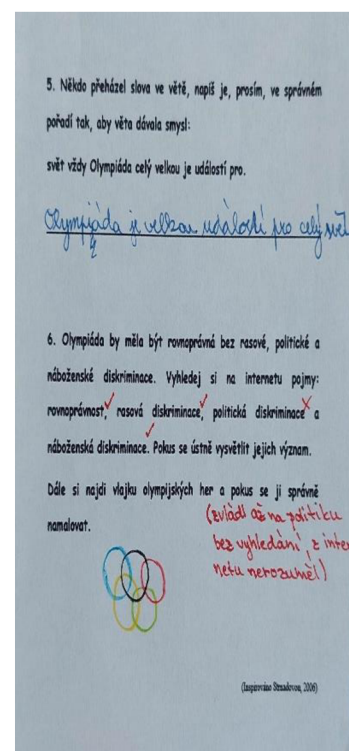 5. Někdo přeházel slova ve větě, napiš je, prosím, ve správném
pořadí tak, aby věta dávala smysl:
svět vždy Olympiáda celý velkou je událostí pro.
Olympiáda je velkou událostí pro celý svět
6. Olympiáda by měla být rovnoprávná bez rasové, politické a
náboženské diskriminace. Vyhledej si na internetu pojmy:
rovnoprávnost, rasová diskriminace, politická diskriminace a
náboženská diskriminace. Pokus se ústně vysvětlit jejich význam.
Dále si najdi vlajku olympijských her a pokus se ji správně
namalovat.
(zvládl až na politiku
bez vyhledání, z inter
netu nerozuměl)
(Inspirováno Strnadovou, 2006)